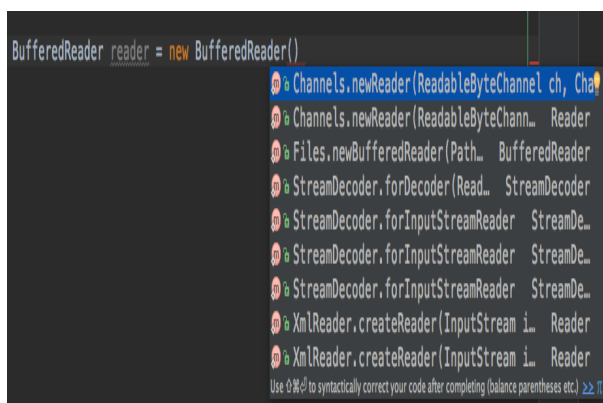 BufferedReader reader = new BufferedReader()
Channels.newReader(ReadableByteChannel ch, Cha
Channels.newReader(ReadableByteChann… Reader
Files.newBufferedReader(Path… BufferedReader
StreamDecoder.forDecoder(Read… StreamDecoder
StreamDecoder.forInputStreamReader StreamDe…
StreamDecoder.forInputStreamReader StreamDe…
StreamDecoder.forInputStreamReader StreamDe…
XmlReader.createReader(InputStream i… Reader
XmlReader.createReader(InputStream i… Reader
Use ⇧⌘⏎ to syntactically correct your code after completing (balance parentheses etc.) >> π